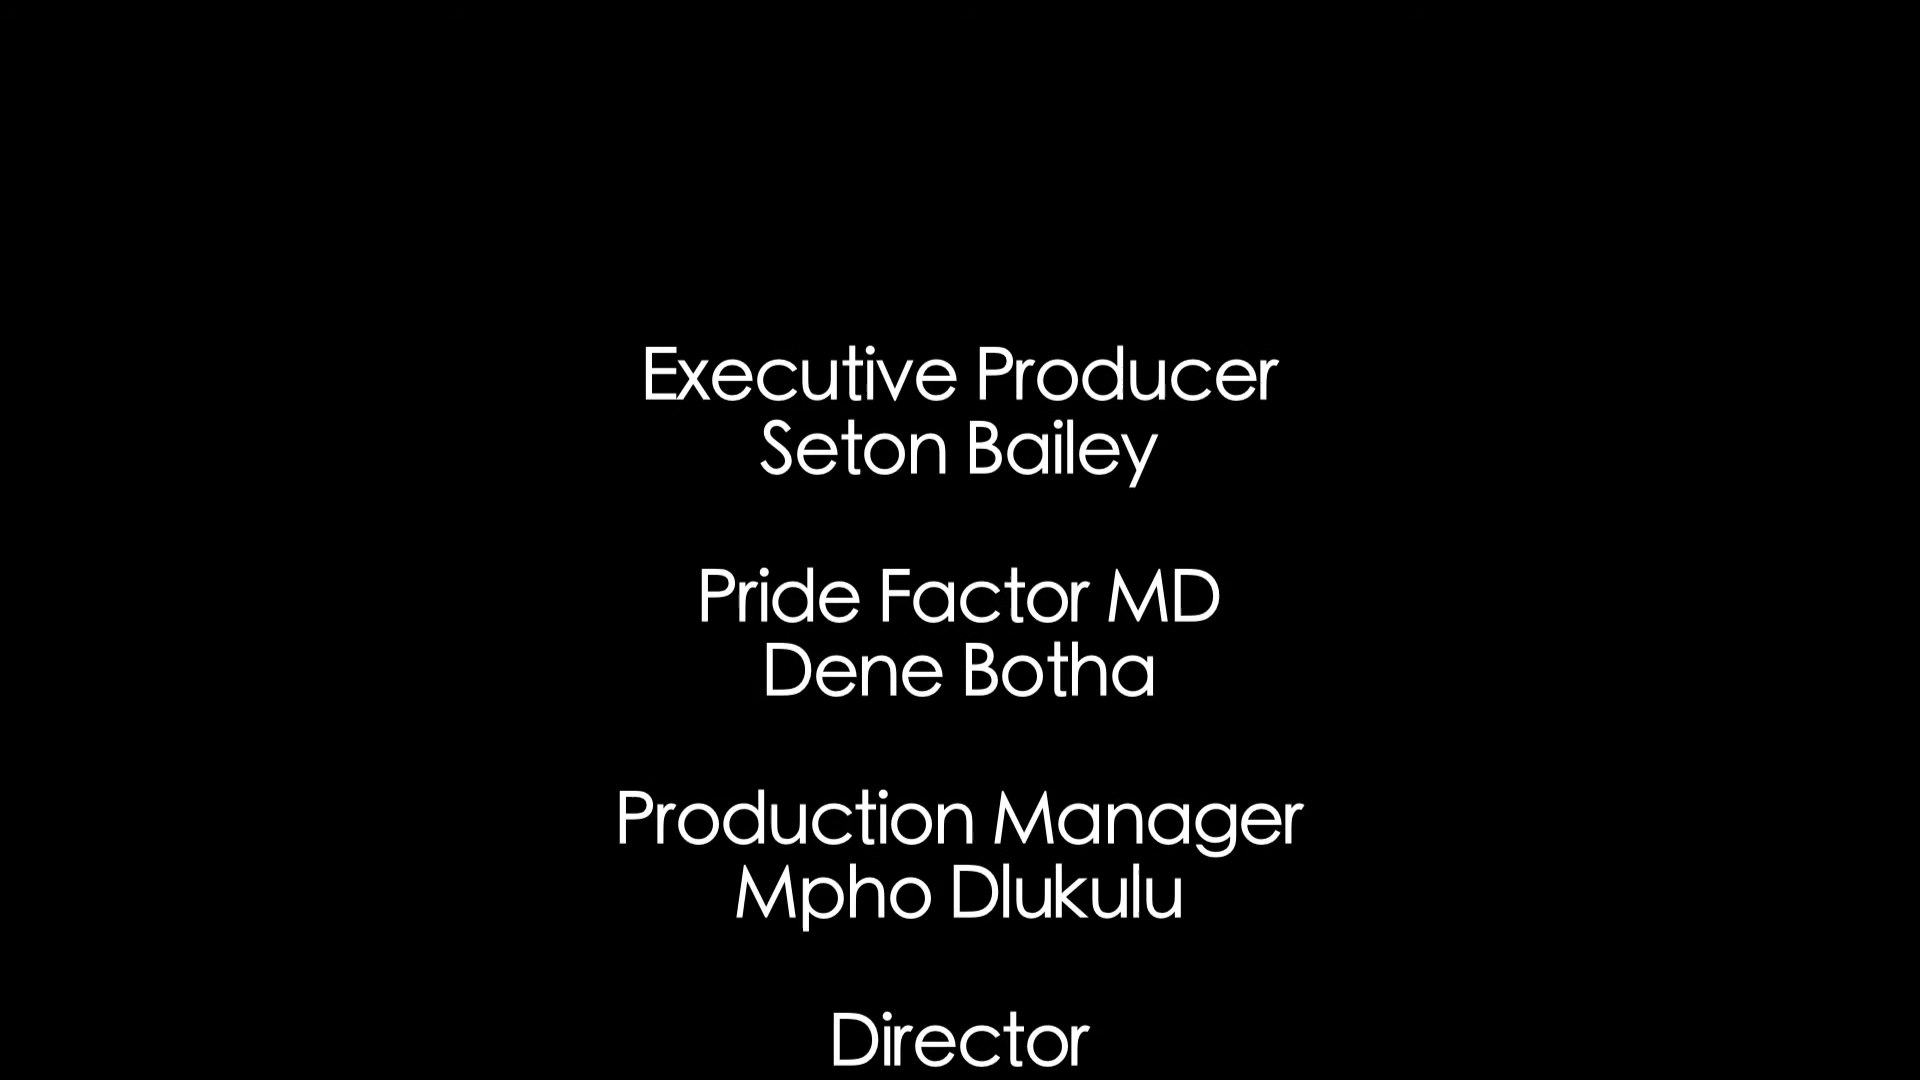 Executive Producer
Seton Bailey
Pride Factor MD
Dene Botha
Production Manager
Mpho Dlukulu
Director